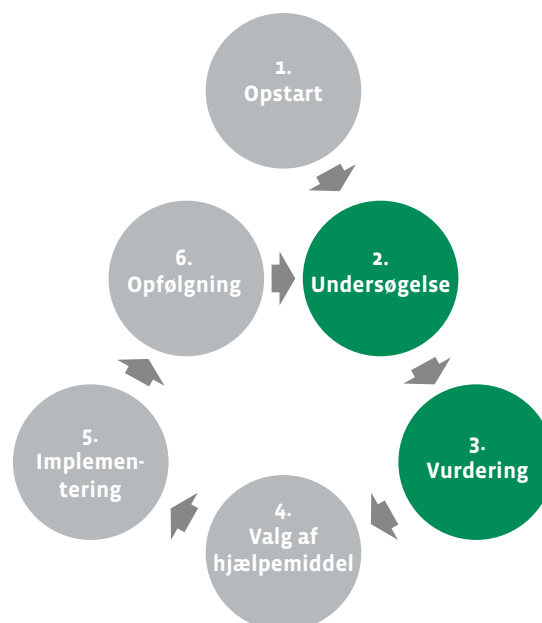 1.
Opstart
2.
Undersøgelse
3.
Vurdering
4.
Valg af
hjælpemiddel
5.
Implemen-
tering
6.
Opfølgning